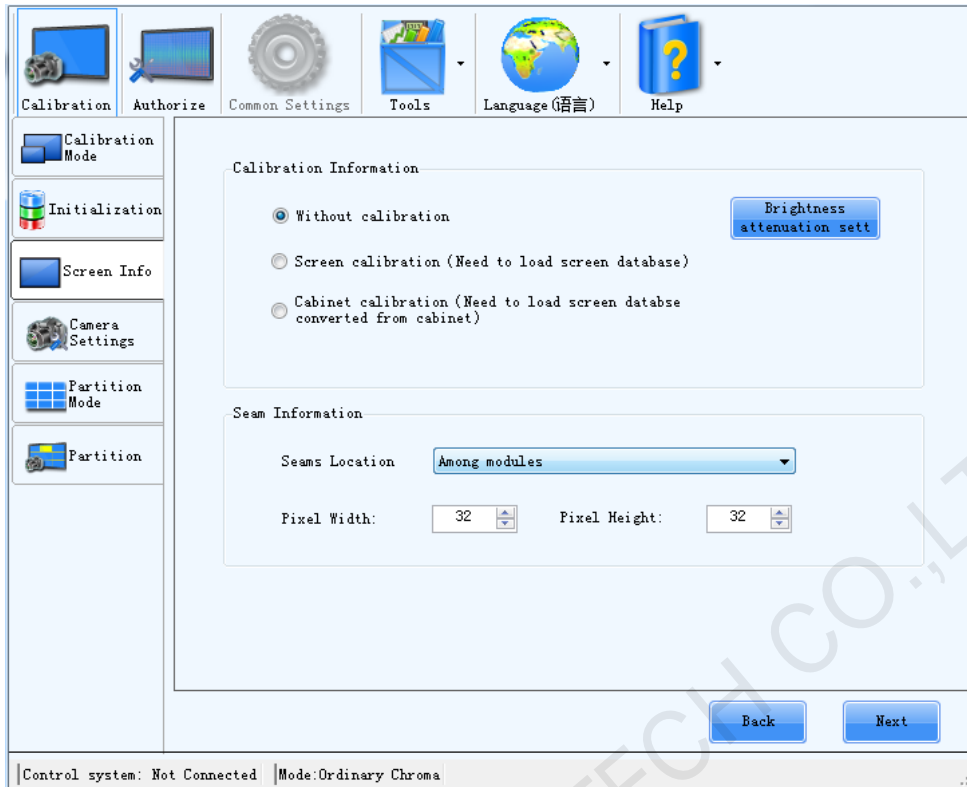 Calibration
Authorize
Common Settings
Tools
Language(语言)
Help
Calibration
Mode
Initialization
Screen Info
Camera
Settings
Partition
Mode
Partition
Calibration Information
Without calibration
Brightness
attenuation sett
Screen calibration (Need to load screen database)
Cabinet calibration (Need to load screen databse
converted from cabinet)
Seam Information
Seams Location
Among modules
Pixel Width:
32
Pixel Height:
32
Back
Next
Control system: Not Connected
Mode:Ordinary Chroma
TECH CO.,LT